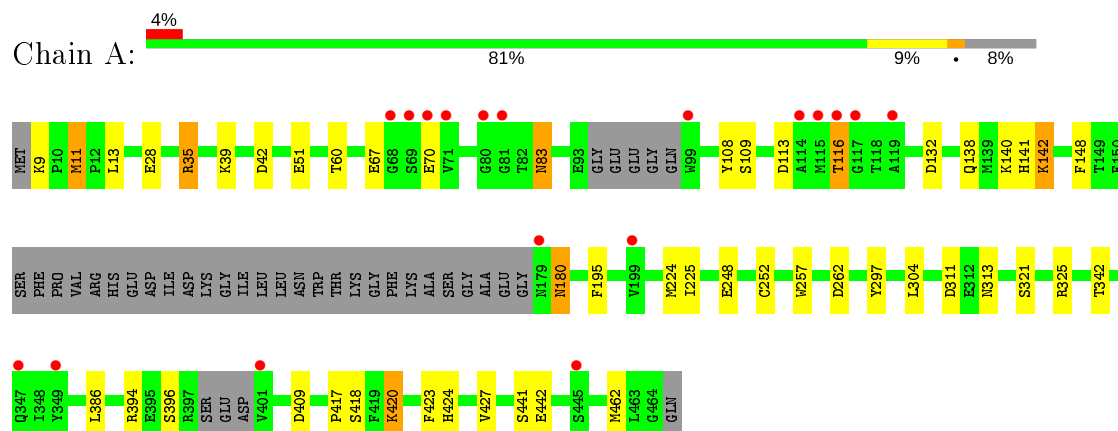 4%
Chain A:
81% 9% • 8%
MET K9 P10 M11 P12 L13 E28 R35 K39 D42 E51 T60 E67 G68 S69 E70 V71 G80 G81 T82 N83 E93 GLY GLU GLU GLY GLN W99 Y108 S109 D113 A114 M115 T116 G117 T118 A119 D132 Q138 M139 K140 H141 K142 F148 T149 E150
SER PHE PRO VAL ARG HIS GLU ASP ILE ASP LYS GLY ILE LEU LEU ASN TRP THR LYS GLY PHE LYS ALA SER GLY ALA GLU GLY N179 N180 F195 V199 M224 I225 E248 C252 W257 D262 Y297 L304 D311 E312 N313 S321 R325 T342
Q347 I348 Y349 L386 R394 E395 S396 R397 SER GLU ASP V401 D409 P417 S418 F419 K420 F423 H424 V427 S441 E442 S445 M462 L463 G464 GLN